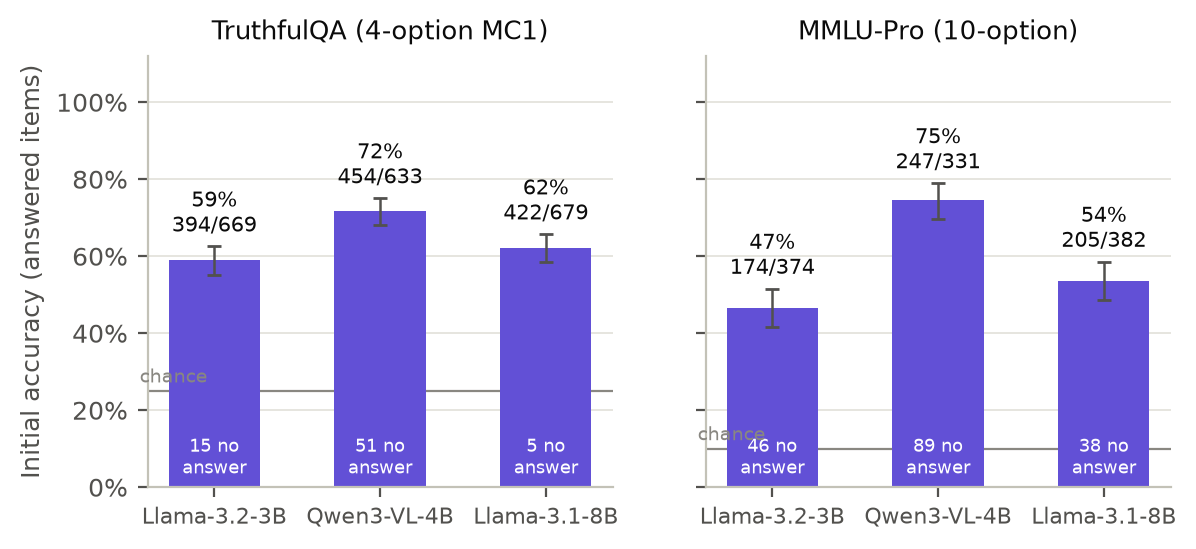 TruthfulQA (4-option MC1)
Initial accuracy (answered items)
100%
80%
60%
40%
20%
0%
59%
394/669
72%
454/633
62%
422/679
chance
15 no
answer
51 no
answer
5 no
answer
Llama-3.2-3B
Qwen3-VL-4B
Llama-3.1-8B
MMLU-Pro (10-option)
47%
174/374
75%
247/331
54%
205/382
chance
46 no
answer
89 no
answer
38 no
answer
Llama-3.2-3B
Qwen3-VL-4B
Llama-3.1-8B